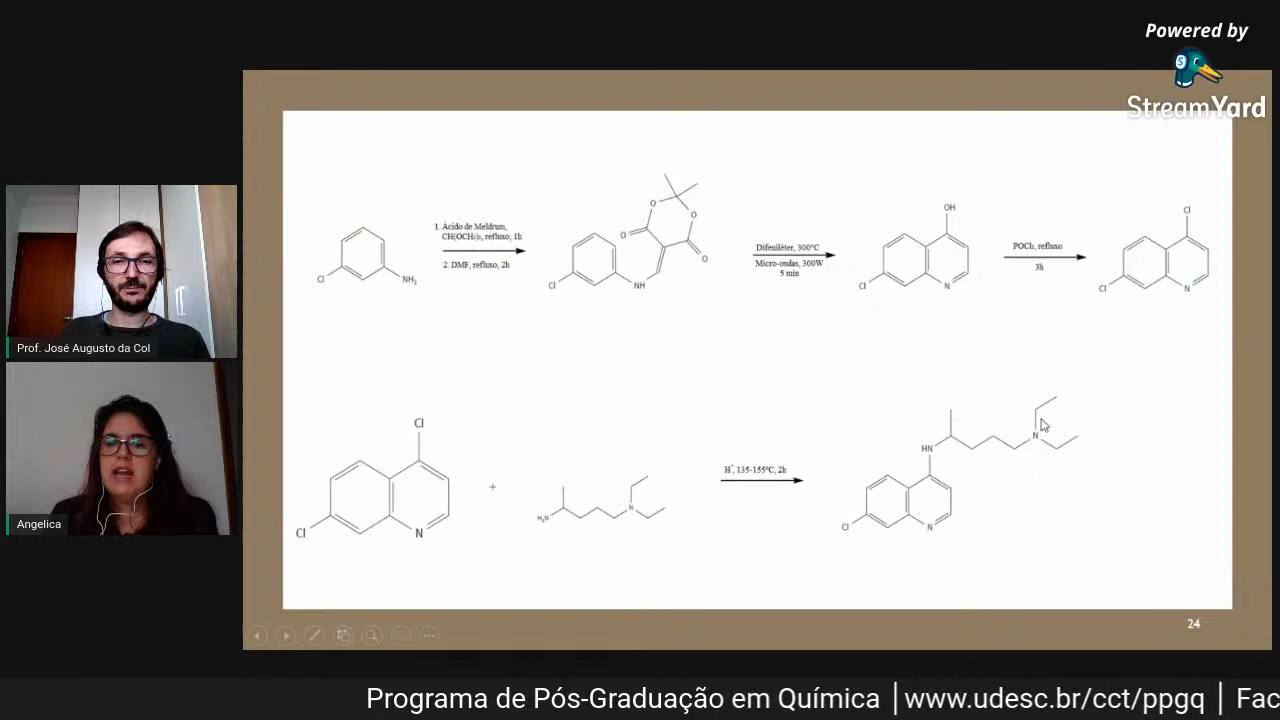 Powered by
StreamYard
Prof. José Augusto da Col
Angelica
1. Ácido de Meldrum,
CH(OCH₃)₃, refluxo, 1h
2. DMF, refluxo, 2h
Cl
NH₂
O
O
O
O
Cl
NH
Difeniléter, 300ºC
Micro-ondas, 300W
5 min
OH
Cl
N
POCl₃, refluxo
3h
Cl
Cl
N
Cl
Cl
N
+
H₂N
N
H⁺, 135-155ºC, 2h
HN
N
Cl
N
24
Programa de Pós-Graduação em Química | www.udesc.br/cct/ppgq | Fac